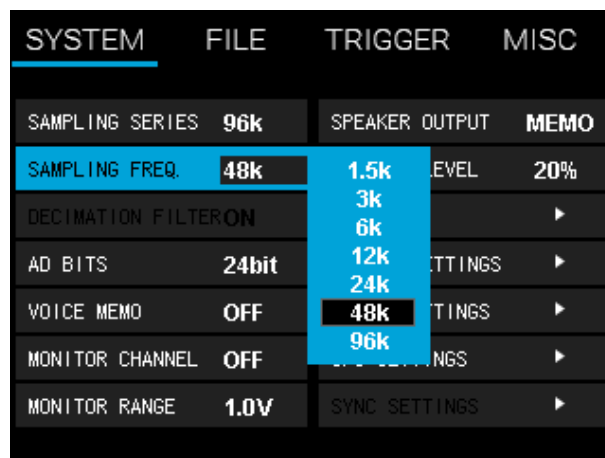 SYSTEM FILE TRIGGER MISC
SAMPLING SERIES 96k SPEAKER OUTPUT MEMO
SAMPLING FREQ. 48k 1.5k LEVEL 20%
3k
DECIMATION FILTER ON
6k
AD BITS 24bit 12k TTINGS
24k
VOICE MEMO OFF 48k TTINGS
96k
MONITOR CHANNEL OFF NGS
MONITOR RANGE 1.0V SYNC SETTINGS